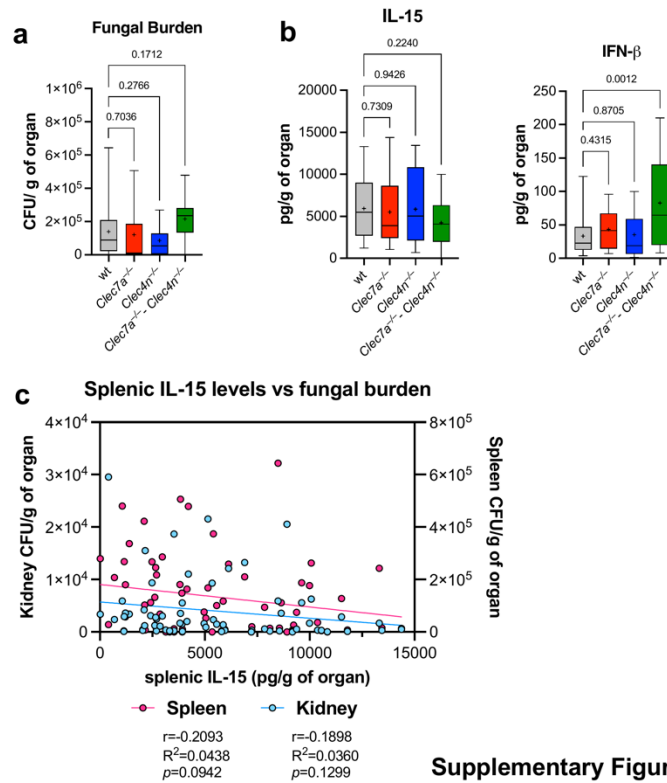 a
Fungal Burden
0.1712
0.2766
0.7036
1×10⁶
8×10⁵
6×10⁵
4×10⁵
2×10⁵
0
CFU/ g of organ
wt
Clec7a⁻/⁻
Clec4n⁻/⁻
Clec7a⁻/⁻- Clec4n⁻/⁻
b
IL-15
0.2240
0.9426
0.7309
20000
15000
10000
5000
0
pg/g of organ
wt
Clec7a⁻/⁻
Clec4n⁻/⁻
Clec7a⁻/⁻- Clec4n⁻/⁻
IFN-β
0.0012
0.8705
0.4315
250
200
150
100
50
0
pg/g of organ
wt
Clec7a⁻/⁻
Clec4n⁻/⁻
Clec7a⁻/⁻- Clec4n⁻/⁻
c
Splenic IL-15 levels vs fungal burden
4×10⁴
3×10⁴
2×10⁴
1×10⁴
0
Kidney CFU/g of organ
8×10⁵
6×10⁵
4×10⁵
2×10⁵
0
Spleen CFU/g of organ
0 5000 10000 15000
splenic IL-15 (pg/g of organ)
Spleen Kidney
r=-0.2093 r=-0.1898
R²=0.0438 R²=0.0360
p=0.0942 p=0.1299
Supplementary Figur